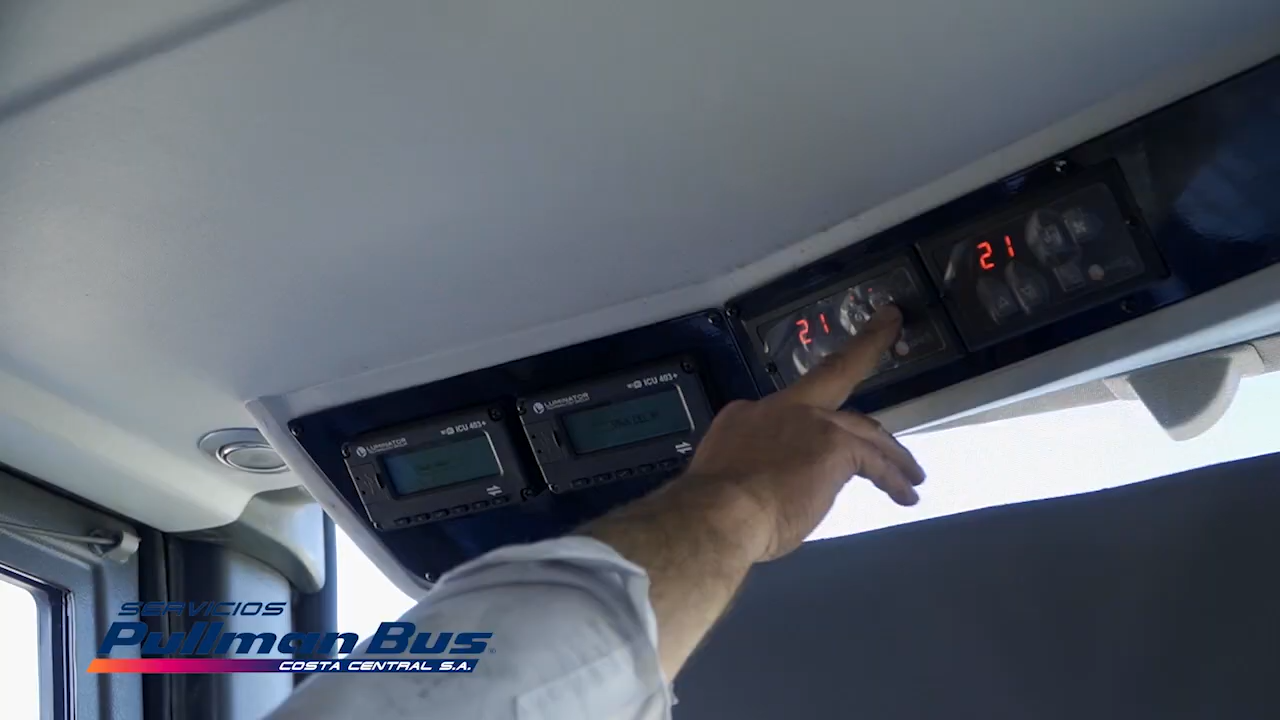 21
21
LUMINATOR
ICU 403+
LUMINATOR
ICU 403+
SERVICIOS
Pullman Bus
COSTA CENTRAL S.A.